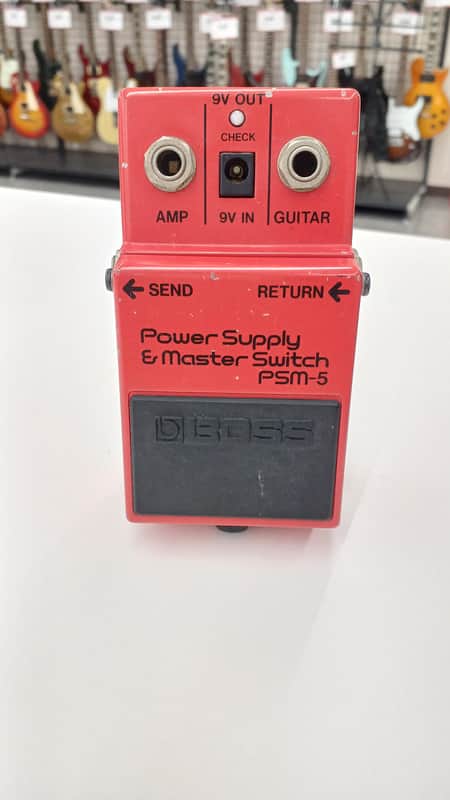 9V OUT
CHECK
AMP
9V IN
GUITAR
SEND
RETURN
Power Supply
& Master Switch
PSM-5
BOSS